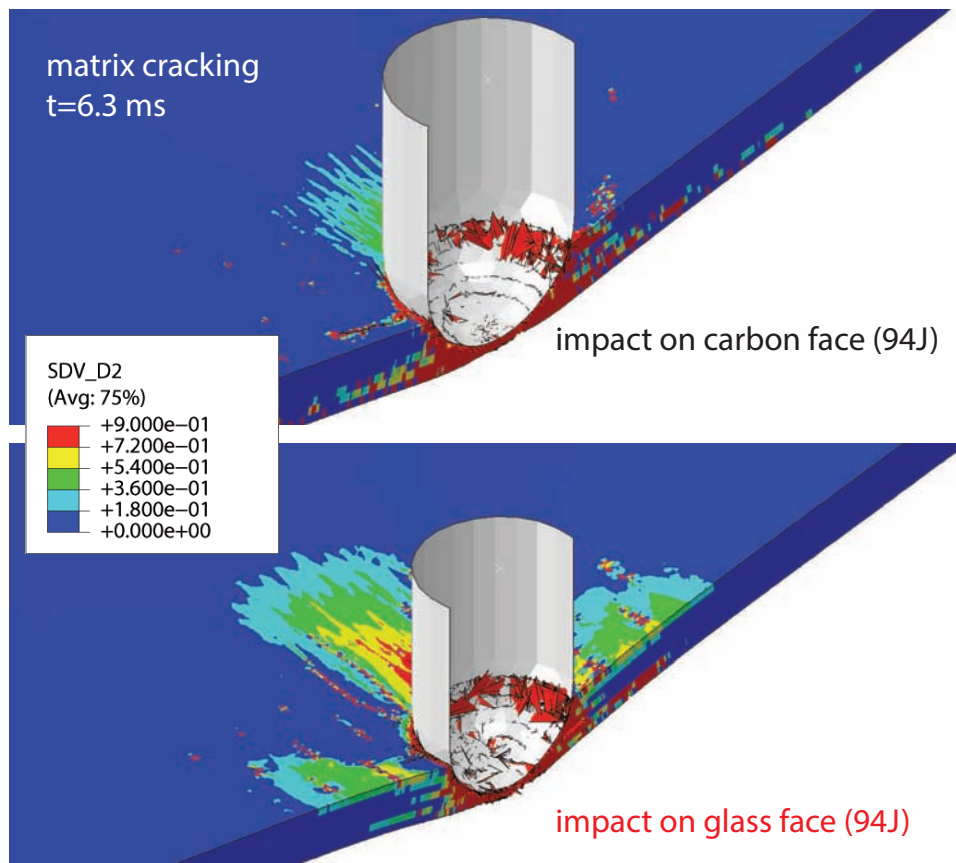 matrix cracking
t=6.3 ms
impact on carbon face (94J)
SDV_D2
(Avg: 75%)
+9.000e−01
+7.200e−01
+5.400e−01
+3.600e−01
+1.800e−01
+0.000e+00
impact on glass face (94J)